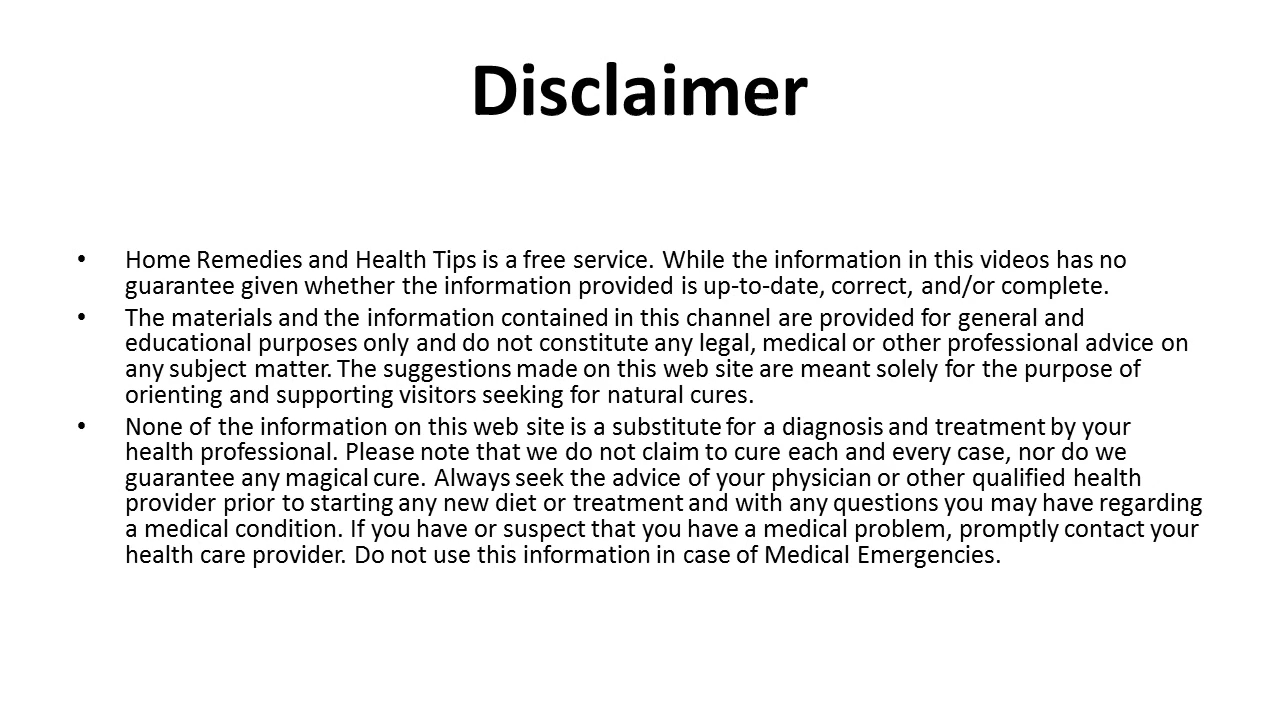 Disclaimer
• Home Remedies and Health Tips is a free service. While the information in this videos has no
guarantee given whether the information provided is up-to-date, correct, and/or complete.
• The materials and the information contained in this channel are provided for general and
educational purposes only and do not constitute any legal, medical or other professional advice on
any subject matter. The suggestions made on this web site are meant solely for the purpose of
orienting and supporting visitors seeking for natural cures.
• None of the information on this web site is a substitute for a diagnosis and treatment by your
health professional. Please note that we do not claim to cure each and every case, nor do we
guarantee any magical cure. Always seek the advice of your physician or other qualified health
provider prior to starting any new diet or treatment and with any questions you may have regarding
a medical condition. If you have or suspect that you have a medical problem, promptly contact your
health care provider. Do not use this information in case of Medical Emergencies.